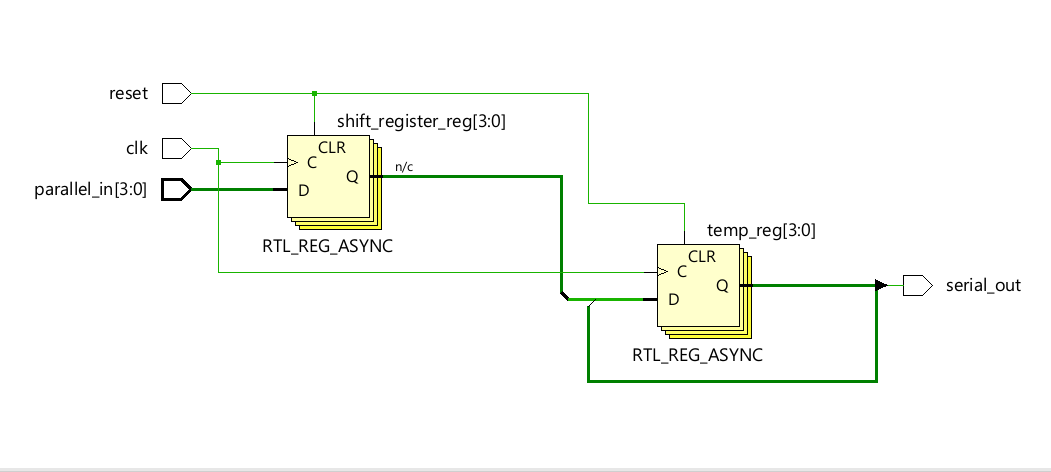 reset
shift_register_reg[3:0]
clk
CLR
C
n/c
Q
parallel_in[3:0]
D
RTL_REG_ASYNC
temp_reg[3:0]
CLR
C
Q
serial_out
D
RTL_REG_ASYNC